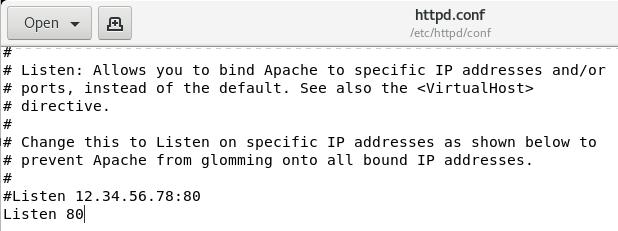 Open
httpd.conf
/etc/httpd/conf
#
# Listen: Allows you to bind Apache to specific IP addresses and/or
# ports, instead of the default. See also the <VirtualHost>
# directive.
#
# Change this to Listen on specific IP addresses as shown below to
# prevent Apache from glomming onto all bound IP addresses.
#
#Listen 12.34.56.78:80
Listen 80